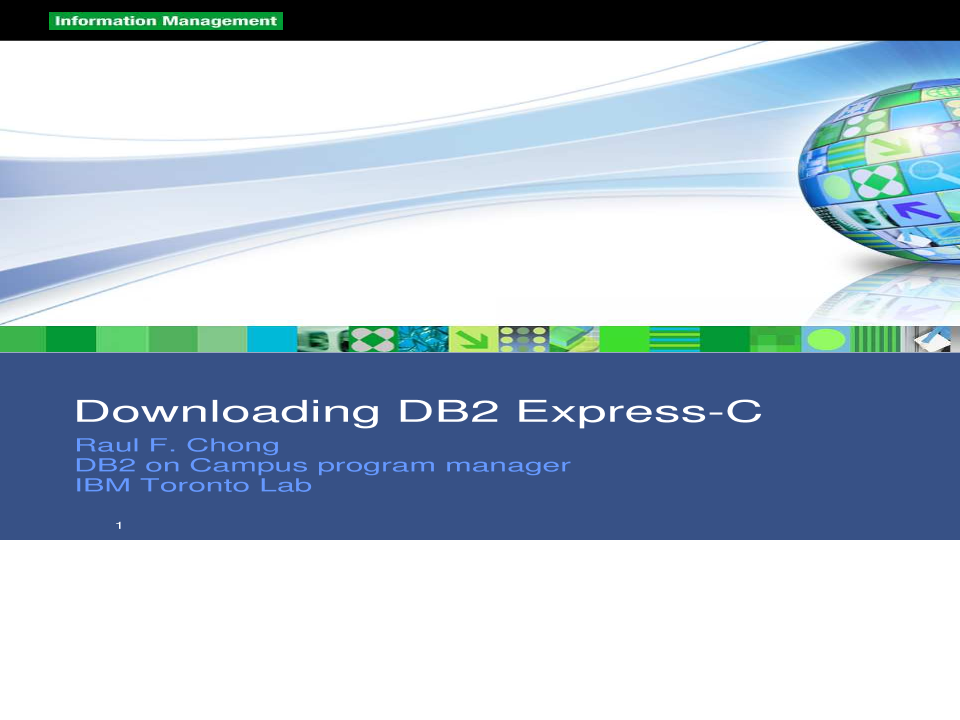 Information Management
Downloading DB2 Express-C
Raul F. Chong
DB2 on Campus program manager
IBM Toronto Lab
1